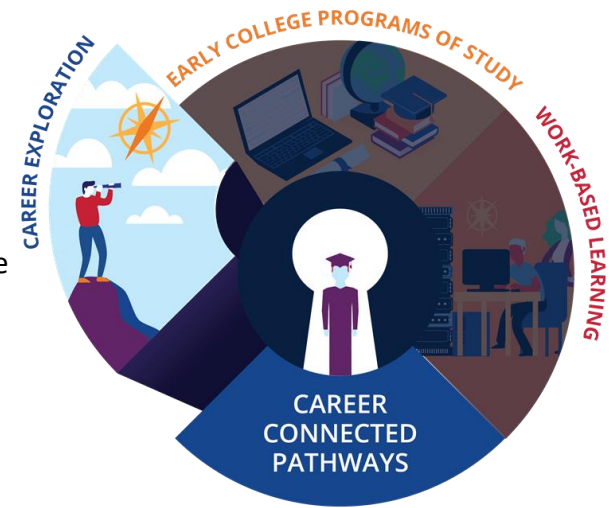 CAREER EXPLORATION
EARLY COLLEGE PROGRAMS OF STUDY
WORK-BASED LEARNING
e
CAREER
CONNECTED
PATHWAYS